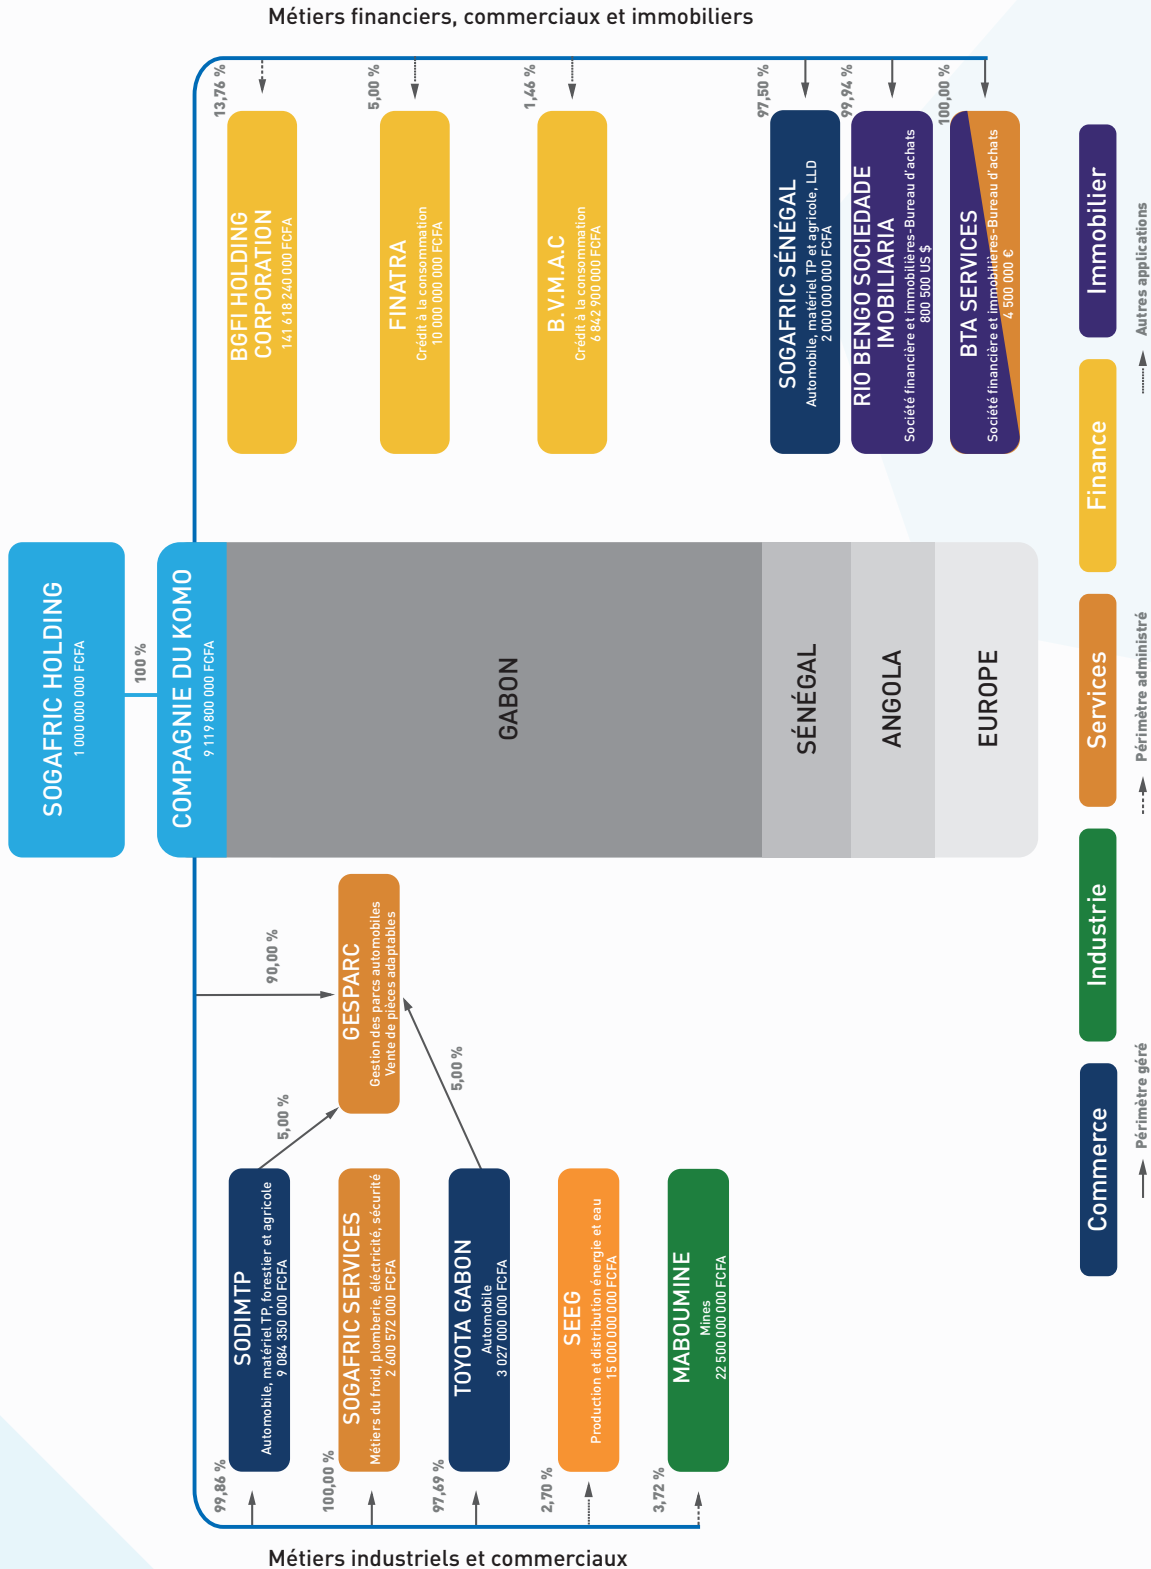 Métiers financiers, commerciaux et immobiliers
SOGAFRIC HOLDING
1 000 000 000 FCFA
100 %
COMPAGNIE DU KOMO
9 119 800 000 FCFA
GABON
SÉNÉGAL
ANGOLA
EUROPE
13,76 %
BGFI HOLDING
CORPORATION
141 618 240 000 FCFA
5,00 %
FINATRA
Crédit à la consommation
10 000 000 000 FCFA
1,46 %
B.V.M.A.C
Crédit à la consommation
6 842 900 000 FCFA
97,50 %
SOGAFRIC SÉNÉGAL
Automobile, matériel TP et agricole, LLD
2 000 000 000 FCFA
99,94 %
RIO BENGO SOCIEDADE
IMOBILIARIA
Société financière et immobilières-Bureau d'achats
800 500 US $
100,00 %
BTA SERVICES
Société financière et immobilières-Bureau d'achats
4 500 000 €
90,00 %
GESPARC
Gestion des parcs automobiles
Vente de pièces adaptables
5,00 %
5,00 %
99,86 %
SODIMTP
Automobile, matériel TP, forestier et agricole
9 084 350 000 FCFA
100,00 %
SOGAFRIC SERVICES
Métiers du froid, plomberie, éléctricité, sécurité
2 600 572 000 FCFA
97,69 %
TOYOTA GABON
Automobile
3 027 000 000 FCFA
2,70 %
SEEG
Production et distribution énergie et eau
15 000 000 000 FCFA
3,72 %
MABOUMINE
Mines
22 500 000 000 FCFA
Métiers industriels et commerciaux
Commerce
Industrie
Services
Finance
Immobilier
Périmètre géré
Périmètre administré
Autres applications